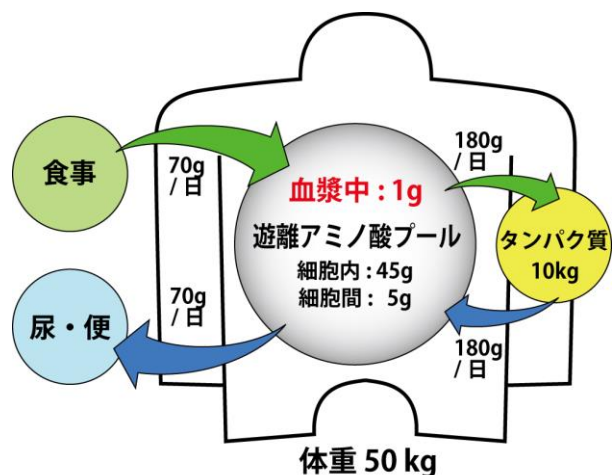 食事
70g
/ 日
血漿中 : 1g
遊離アミノ酸プール
細胞内 : 45g
細胞間 : 5g
180g
/ 日
タンパク質
10kg
尿・便
70g
/ 日
180g
/ 日
体重 50 kg